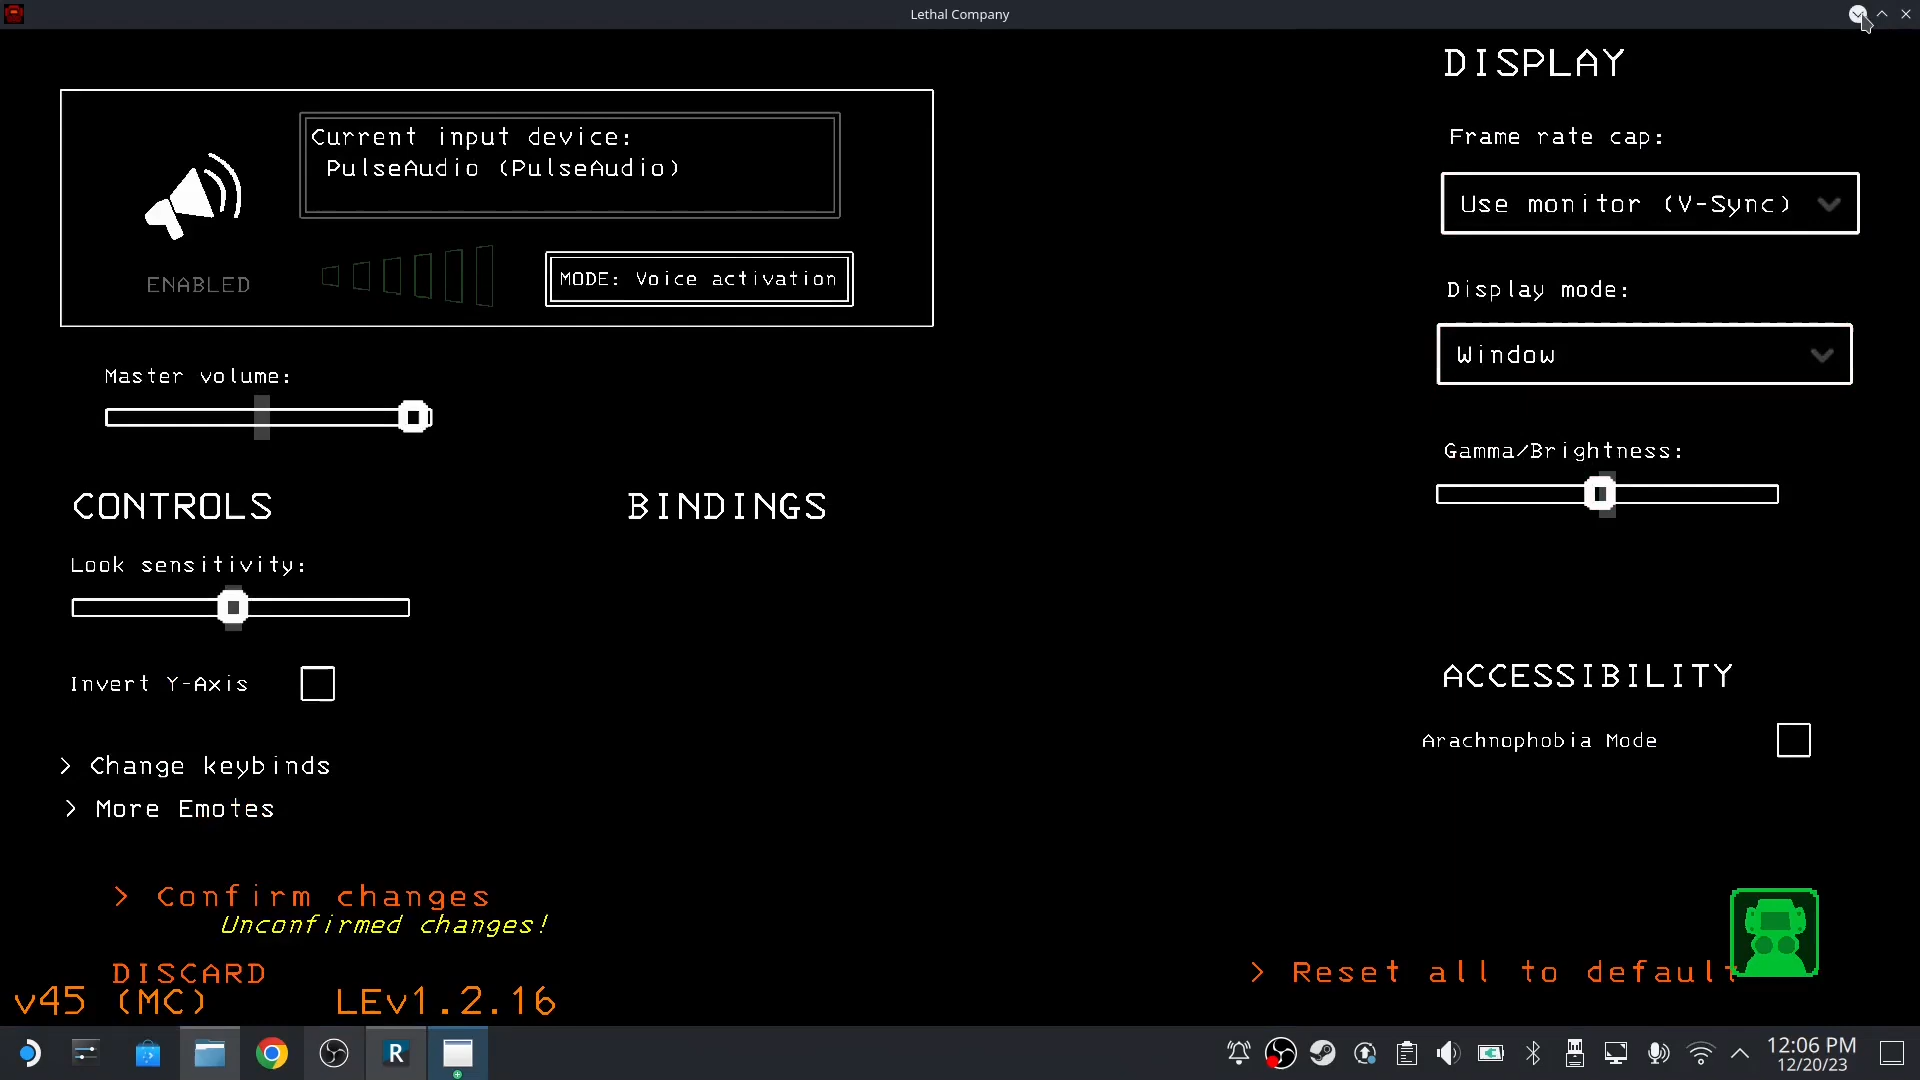 Lethal Company
Current input device:
PulseAudio (PulseAudio)
ENABLED
MODE: Voice activation
Master volume:
CONTROLS
Look sensitivity:
Invert Y-Axis
> Change keybinds
> More Emotes
BINDINGS
DISPLAY
Frame rate cap:
Use monitor (V-Sync)
Display mode:
Window
Gamma/Brightness:
ACCESSIBILITY
Arachnophobia Mode
> Confirm changes
Unconfirmed changes!
DISCARD
v45 (MC)
LEv1.2.16
> Reset all to default
R
12:06 PM
12/20/23